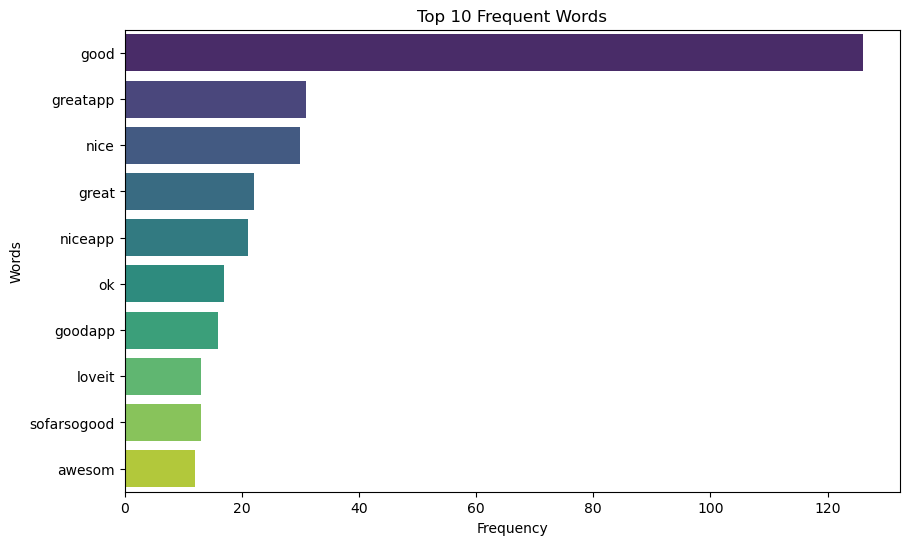 Top 10 Frequent Words
good
greatapp
nice
great
niceapp
ok
goodapp
loveit
sofarsogood
awesom
Words
0 20 40 60 80 100 120
Frequency